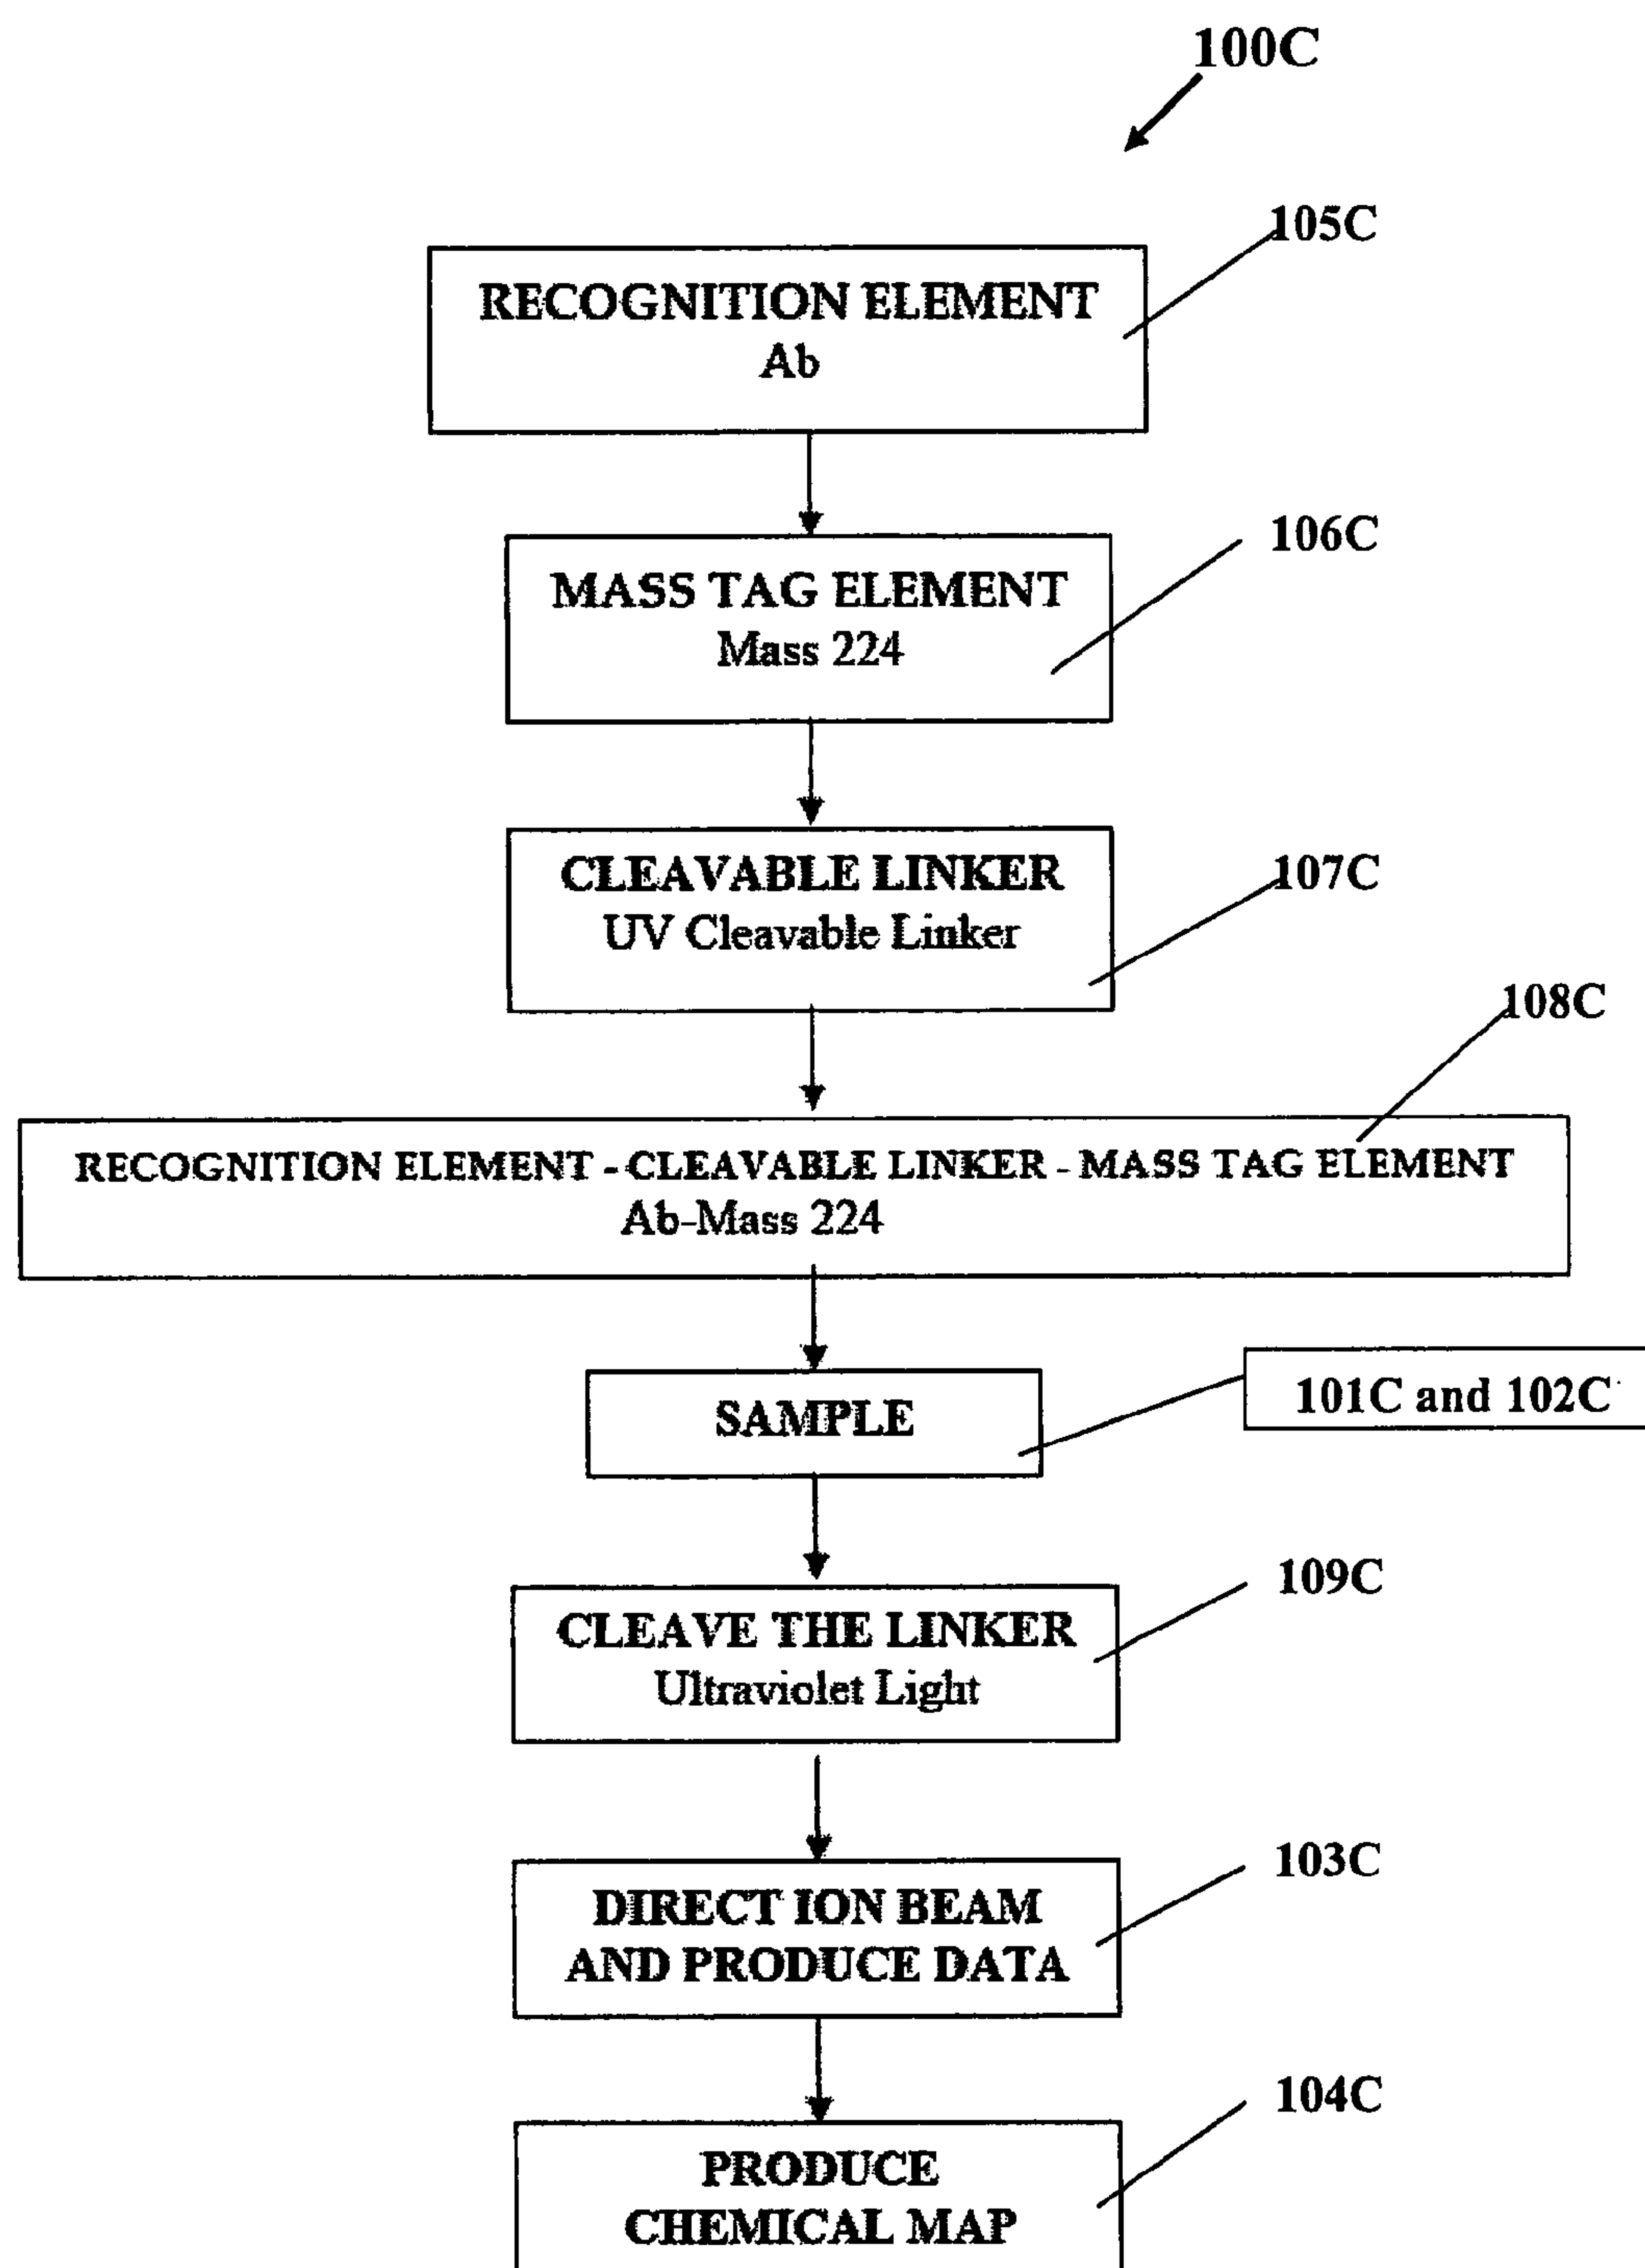 100C
105C
RECOGNITION ELEMENT
Ab
106C
MASS TAG ELEMENT
Mass 224
107C
CLEAVABLE LINKER
UV Cleavable Linker
108C
RECOGNITION ELEMENT - CLEAVABLE LINKER - MASS TAG ELEMENT
Ab-Mass 224
SAMPLE
101C and 102C
109C
CLEAVE THE LINKER
Ultraviolet Light
103C
DIRECT ION BEAM
AND PRODUCE DATA
104C
PRODUCE
CHEMICAL MAP